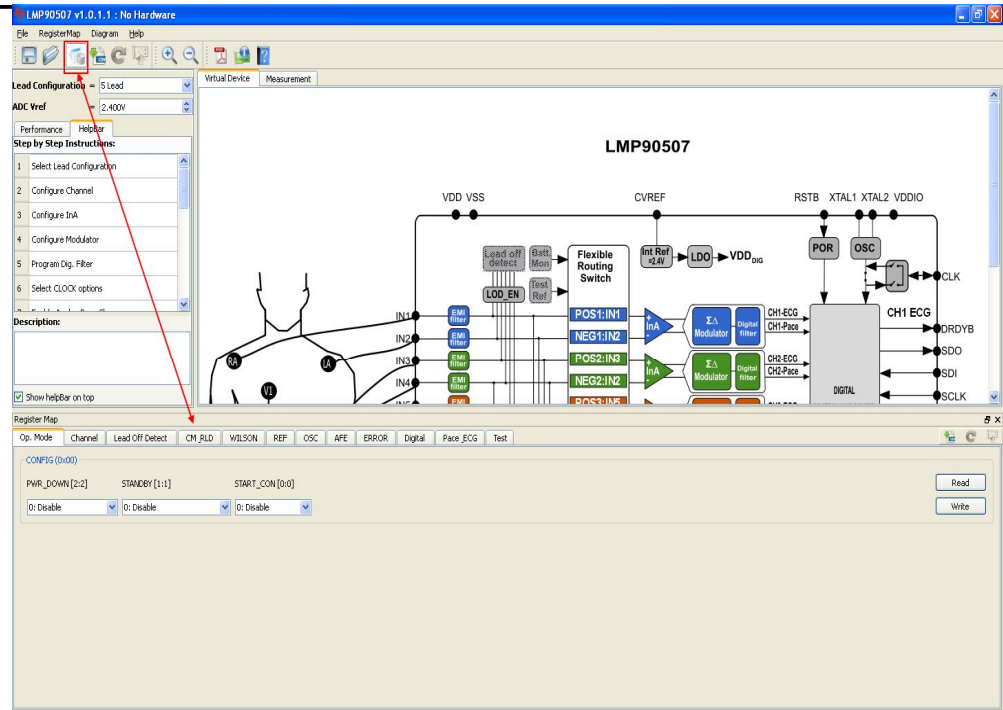 LMP90507 v1.0.1.1 : No Hardware
File RegisterMap Diagram Help
Lead Configuration = 5 Lead
ADC Vref = 2.400V
Performance HelpBar
Step by Step Instructions:
1 Select Lead Configuration
2 Configure Channel
3 Configure InA
4 Configure Modulator
5 Program Dig. Filter
6 Select CLOCK options
Description:
Show helpBar on top
Virtual Device Measurement
LMP90507
VDD VSS CVREF RSTB XTAL1 XTAL2 VDDIO
Lead off detect
Batt. Mon
LOD_EN
Test Ref
Flexible Routing Switch
Int Ref =2.4V
LDO
VDD DIG
POR
OSC
CLK
IN1 EMI filter POS1:IN1
IN2 EMI filter NEG1:IN2
IN3 EMI filter POS2:IN3
IN4 EMI filter NEG2:IN2
IN5 EMI POS3:IN5
+ InA -
ΣΔ Modulator
Digital filter
CH1-ECG
CH1-Pace
+ InA -
ΣΔ Modulator
Digital filter
CH2-ECG
CH2-Pace
DIGITAL
CH1 ECG
DRDYB
SDO
SDI
SCLK
RA
LA
V1
Register Map
Op. Mode Channel Lead Off Detect CM_RLD WILSON REF OSC AFE ERROR Digital Pace_ECG Test
CONFIG (0x00)
PWR_DOWN [2:2] STANDBY [1:1] START_CON [0:0]
0: Disable 0: Disable 0: Disable
Read
Write